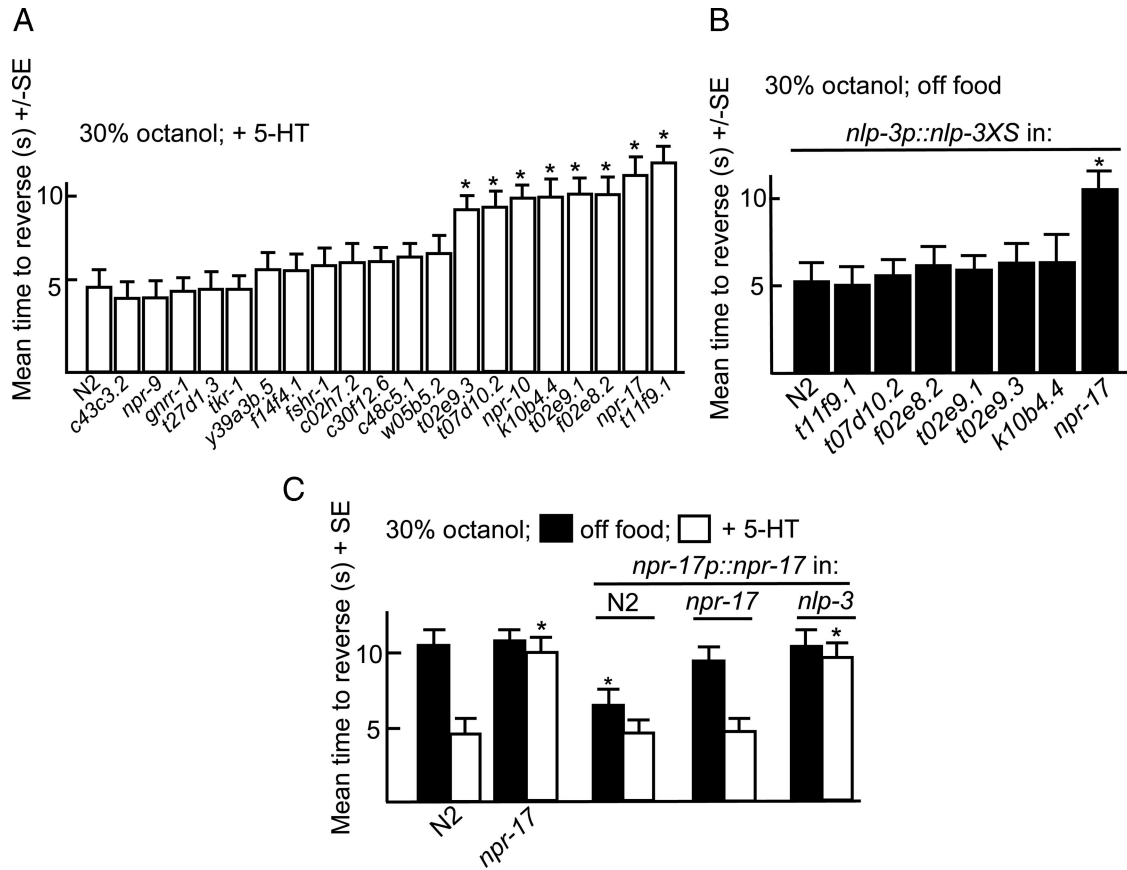 A
Mean time to reverse (s) +/-SE
30% octanol; + 5-HT
* * * * * * * *
10
5
N2
c43c3.2
npr-9
gnrr-1
t27d1.3
tkr-1
y39a3b.5
f14f4.1
fshr-1
c02h7.2
c30f12.6
c48c5.1
w05b5.2
t02e9.3
t07d10.2
npr-10
k10b4.4
t02e9.1
f02e8.2
npr-17
t11f9.1
B
Mean time to reverse (s) +/-SE
30% octanol; off food
nlp-3p::nlp-3XS in:
*
10
5
N2
t11f9.1
t07d10.2
f02e8.2
t02e9.1
t02e9.3
k10b4.4
npr-17
C
Mean time to reverse (s) + SE
30% octanol; off food; + 5-HT
npr-17p::npr-17 in:
N2 npr-17 nlp-3
* * *
10
5
N2
npr-17